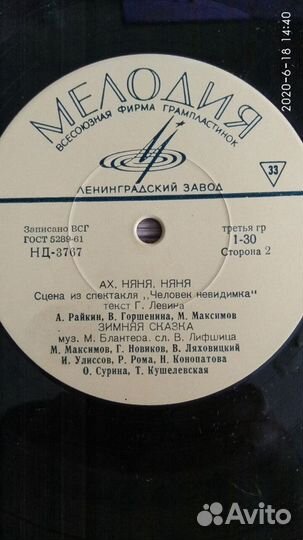 2020-6-18 14:40
МЕЛОДИЯ
ВСЕСОЮЗНАЯ ФИРМА ГРАМПЛАСТИНОК
ЛЕНИНГРАДСКИЙ ЗАВОД
33
Записано ВСГ
ГОСТ 5289-61
НД-3767
третья гр
1-30
Сторона 2
АХ, НЯНЯ, НЯНЯ
Сцена из спектакля „Человек невидимка"
текст Г. Левина
А. Райкин, В. Горшенина, М. Максимов
ЗИМНЯЯ СКАЗКА
муз. М. Блантера, сл. В. Лифшица
М. Максимов, Г. Новиков, В. Ляховицкий
И. Улиссов, Р. Рома, Н. Конопатова
О. Сурина, Т. Кушелевская
Avito